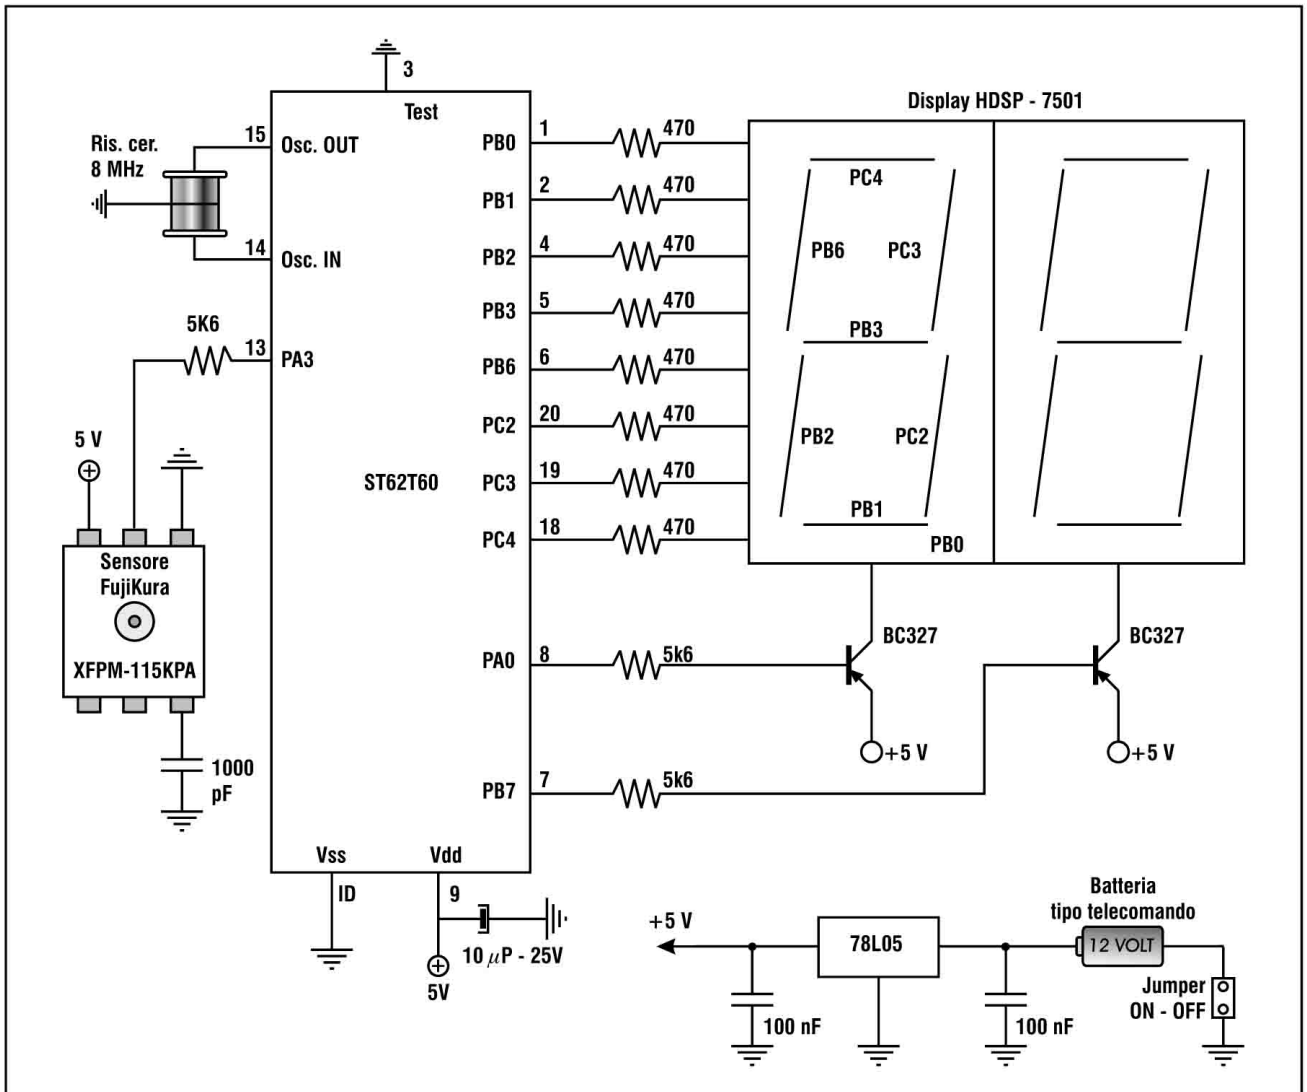 3
Test
Display HDSP - 7501
Ris. cer.
8 MHz
15
Osc. OUT
14
Osc. IN
5K6
13
PA3
5 V
Sensore
FujiKura
XFPM-115KPA
1000
pF
ST62T60
PB0
1
470
PB1
2
470
PB2
4
470
PB3
5
470
PB6
6
470
PC2
20
470
PC3
19
470
PC4
18
470
PA0
8
5k6
PB7
7
5k6
PC4
PB6
PC3
PB3
PB2
PC2
PB1
PB0
BC327
+5 V
BC327
+5 V
Vss
ID
Vdd
9
10 μP - 25V
5V
+5 V
78L05
100 nF
100 nF
Batteria
tipo telecomando
12 VOLT
Jumper
ON - OFF